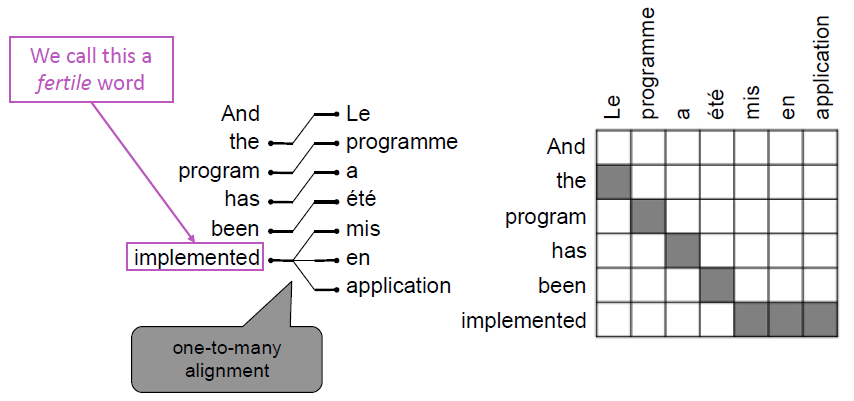 We call this a
fertile word
And
the
program
has
been
implemented
Le
programme
a
été
mis
en
application
one-to-many
alignment
Le
programme
a
été
mis
en
application
And
the
program
has
been
implemented